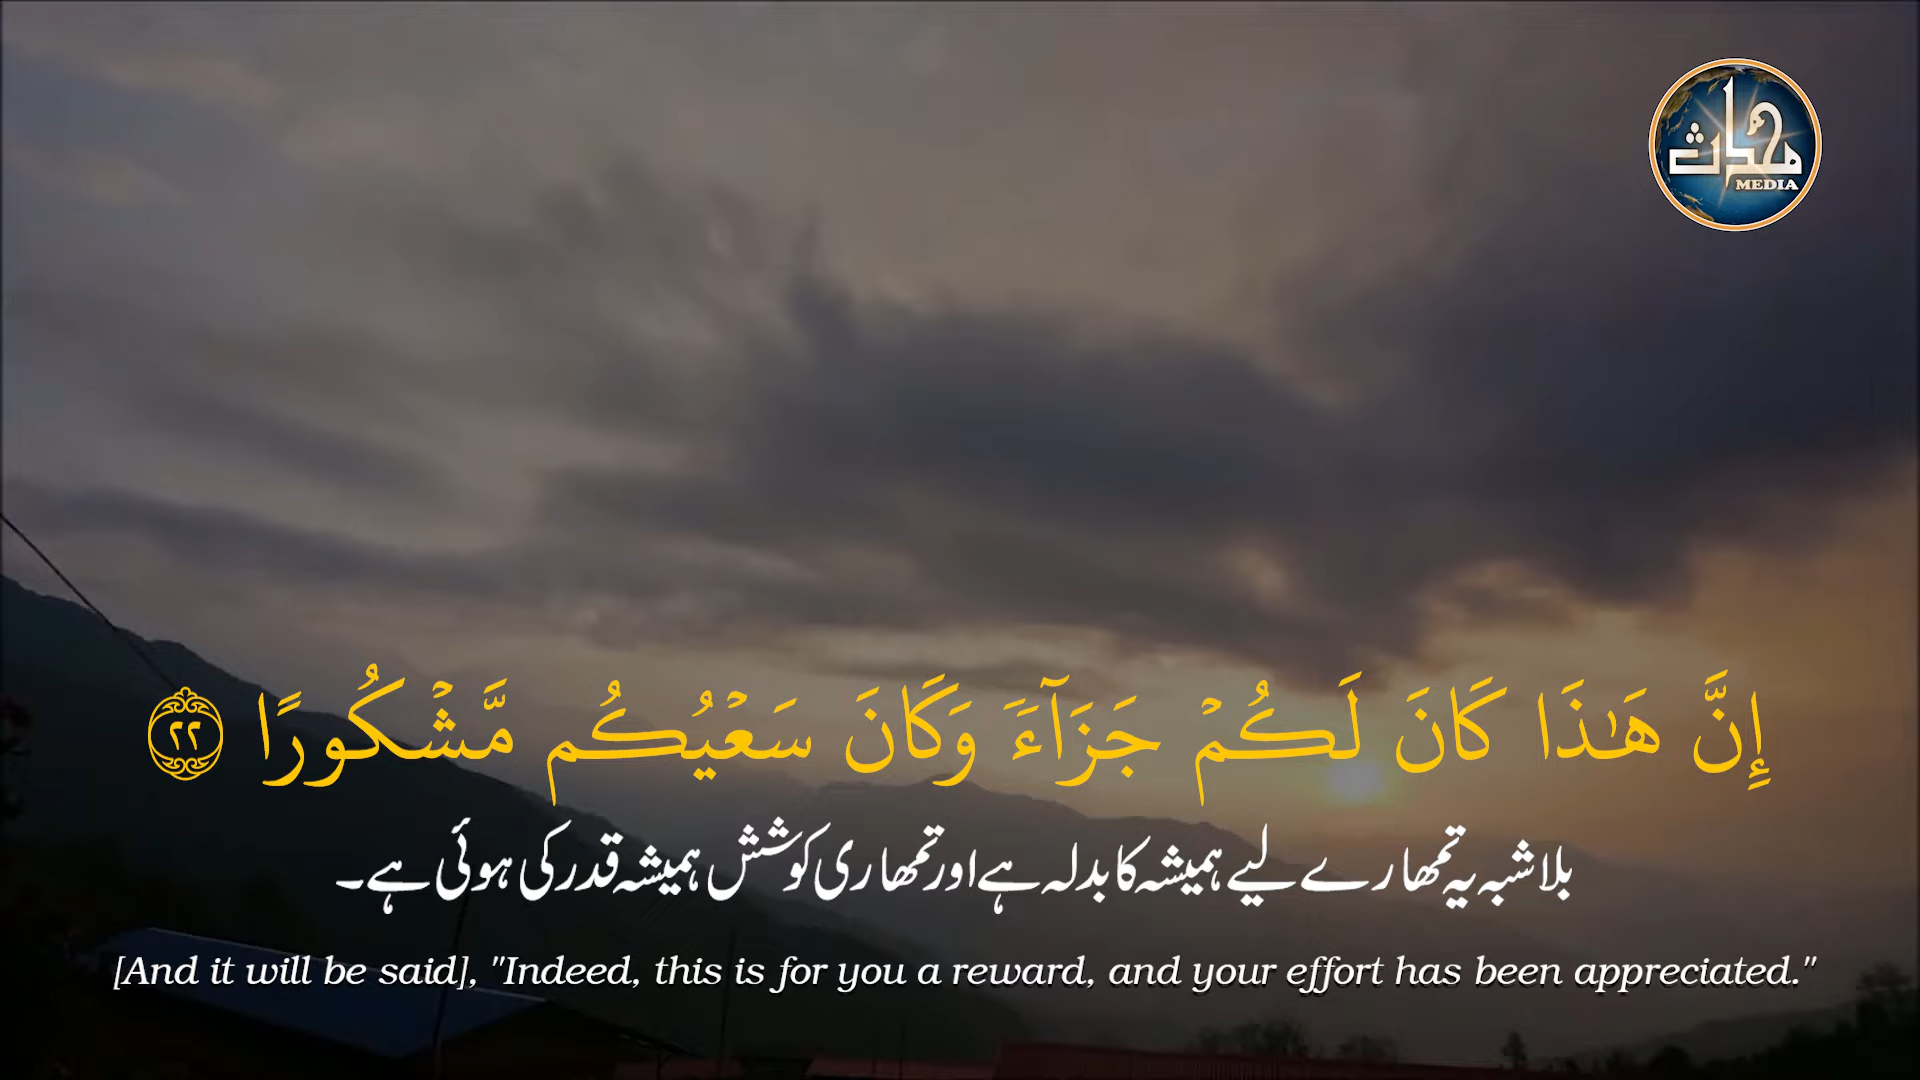 محدث
MEDIA
إِنَّ هَٰذَا كَانَ لَكُمْ جَزَآءً وَكَانَ سَعْيُكُم مَّشْكُورًا ٢٢
بلاشبہ یہ تمھارے لیے ہمیشہ کا بدلہ ہے اور تمھاری کوشش ہمیشہ قدر کی ہوئی ہے۔
[And it will be said], "Indeed, this is for you a reward, and your effort has been appreciated."